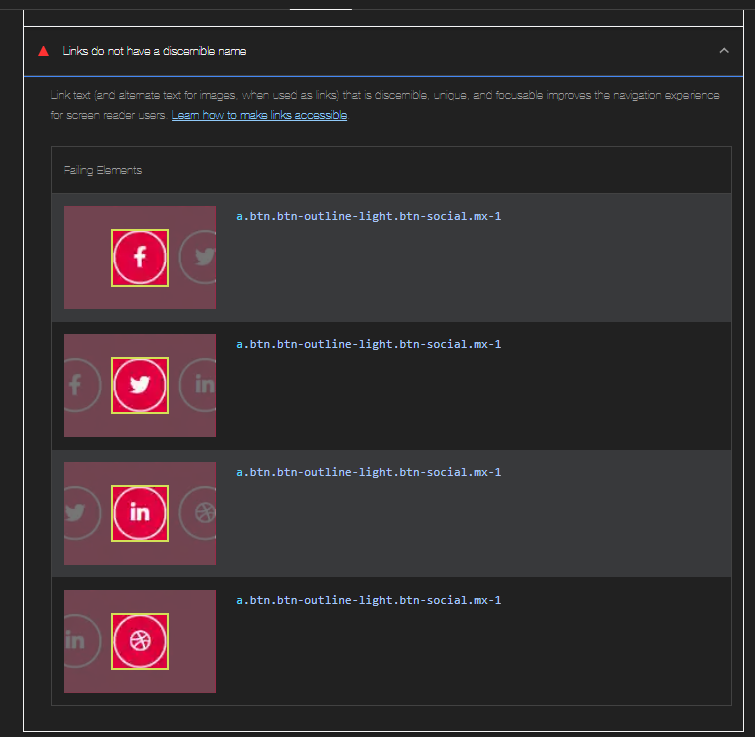 Links do not have a discernible name
Link text (and alternate text for images, when used as links) that is discernible, unique, and focusable improves the navigation experience
for screen reader users. Learn how to make links accessible
Failing Elements
a.btn.btn-outline-light.btn-social.mx-1
a.btn.btn-outline-light.btn-social.mx-1
in
a.btn.btn-outline-light.btn-social.mx-1
in
in
a.btn.btn-outline-light.btn-social.mx-1